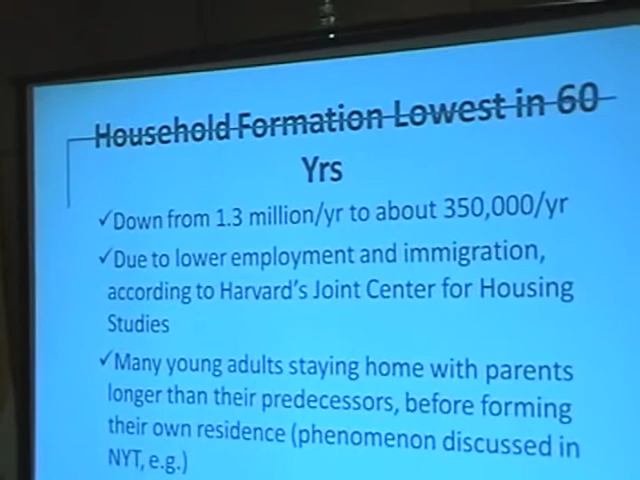 Household Formation Lowest in 60
Yrs
✓Down from 1.3 million/yr to about 350,000/yr
✓Due to lower employment and immigration,
according to Harvard's Joint Center for Housing
Studies
✓Many young adults staying home with parents
longer than their predecessors, before forming
their own residence (phenomenon discussed in
NYT, e.g.)